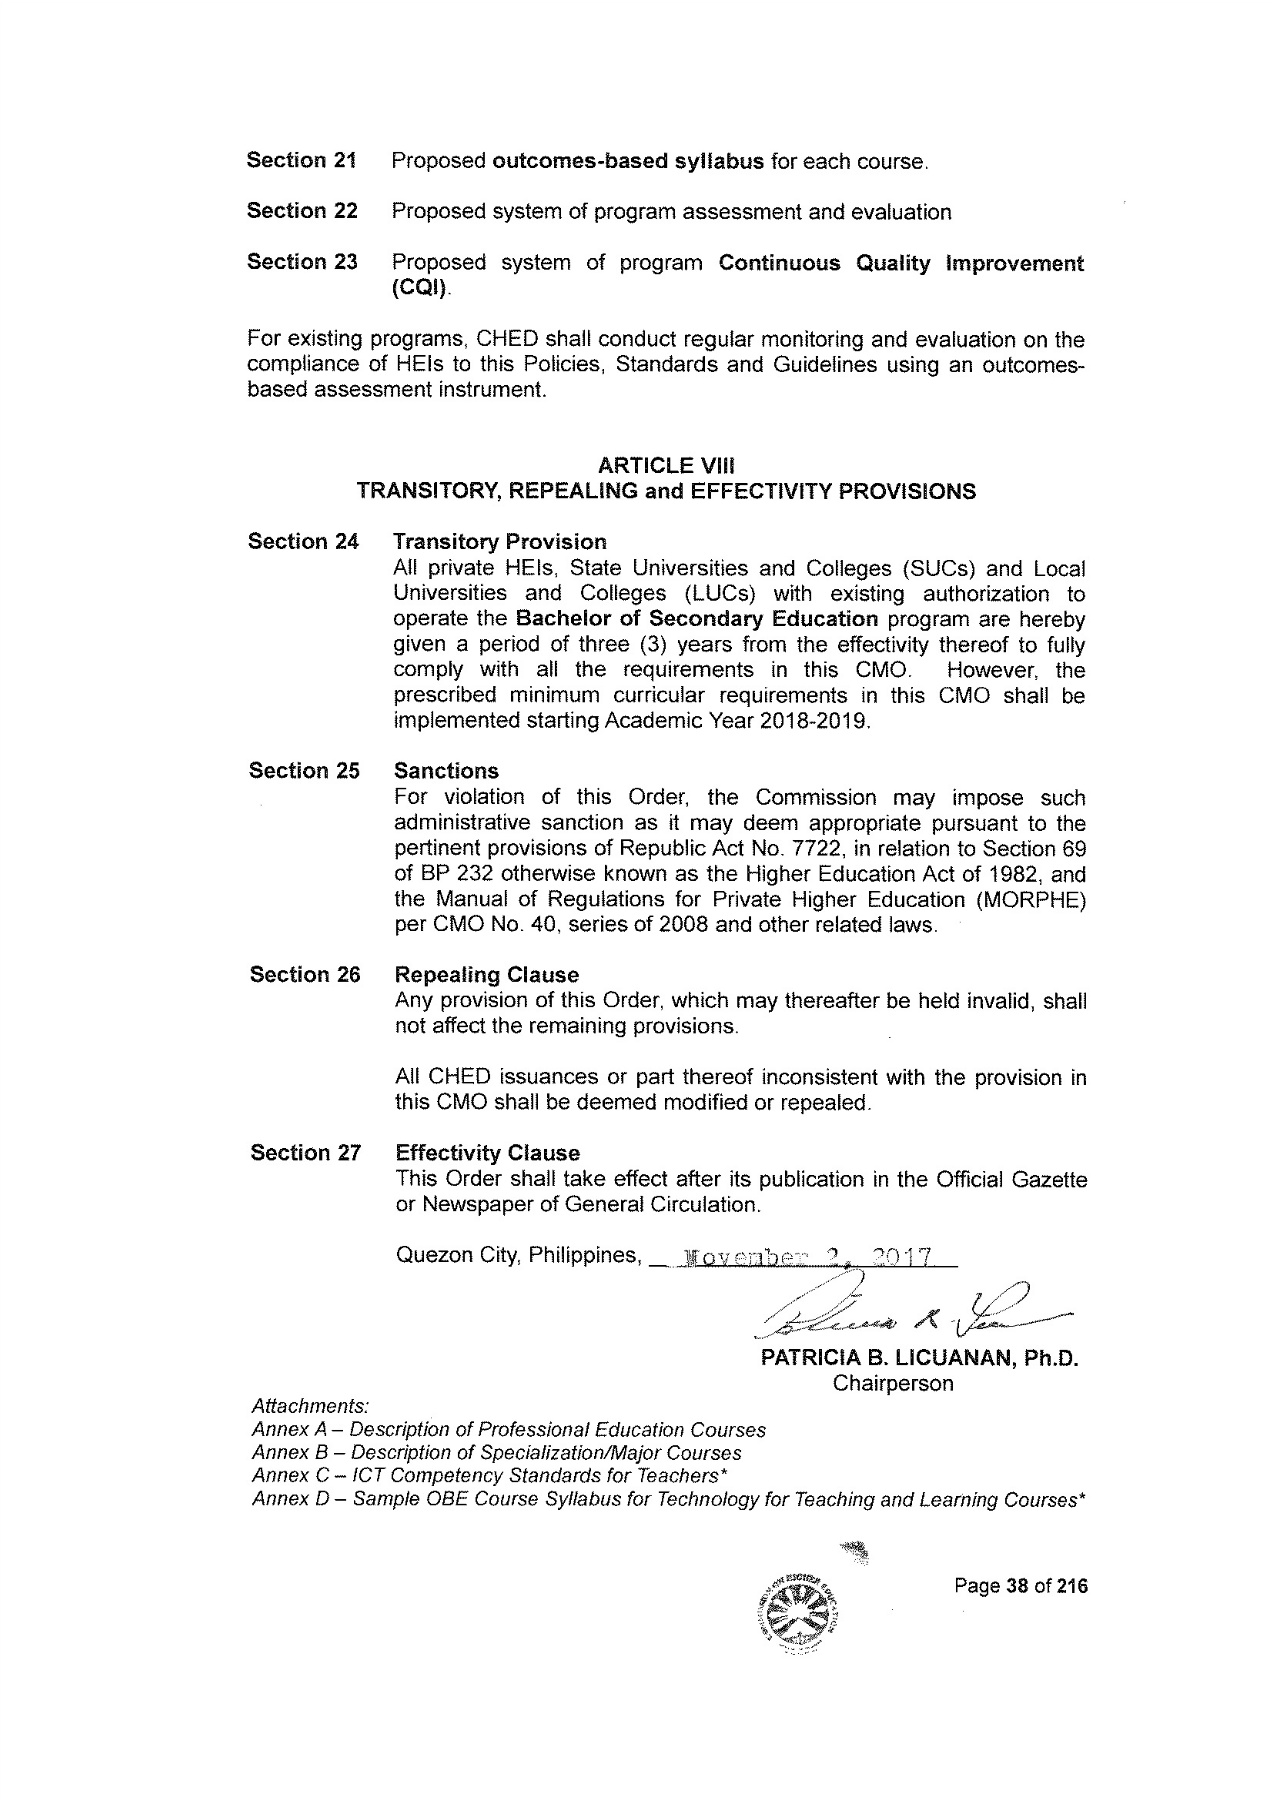 Section 21 Proposed outcomes-based syllabus for each course.
Section 22 Proposed system of program assessment and evaluation
Section 23 Proposed system of program Continuous Quality Improvement
(CQI).
For existing programs, CHED shall conduct regular monitoring and evaluation on the
compliance of HEIs to this Policies, Standards and Guidelines using an outcomes-
based assessment instrument.
ARTICLE VIII
TRANSITORY, REPEALING and EFFECTIVITY PROVISIONS
Section 24 Transitory Provision
All private HEIs, State Universities and Colleges (SUCs) and Local
Universities and Colleges (LUCs) with existing authorization to
operate the Bachelor of Secondary Education program are hereby
given a period of three (3) years from the effectivity thereof to fully
comply with all the requirements in this CMO. However, the
prescribed minimum curricular requirements in this CMO shall be
implemented starting Academic Year 2018-2019.
Section 25 Sanctions
For violation of this Order, the Commission may impose such
administrative sanction as it may deem appropriate pursuant to the
pertinent provisions of Republic Act No. 7722, in relation to Section 69
of BP 232 otherwise known as the Higher Education Act of 1982, and
the Manual of Regulations for Private Higher Education (MORPHE)
per CMO No. 40, series of 2008 and other related laws.
Section 26 Repealing Clause
Any provision of this Order, which may thereafter be held invalid, shall
not affect the remaining provisions.
All CHED issuances or part thereof inconsistent with the provision in
this CMO shall be deemed modified or repealed.
Section 27 Effectivity Clause
This Order shall take effect after its publication in the Official Gazette
or Newspaper of General Circulation.
Quezon City, Philippines, November 2, 2017
PATRICIA B. LICUANAN, Ph.D.
Chairperson
Attachments:
Annex A – Description of Professional Education Courses
Annex B – Description of Specialization/Major Courses
Annex C – ICT Competency Standards for Teachers*
Annex D – Sample OBE Course Syllabus for Technology for Teaching and Learning Courses*
Page 38 of 216